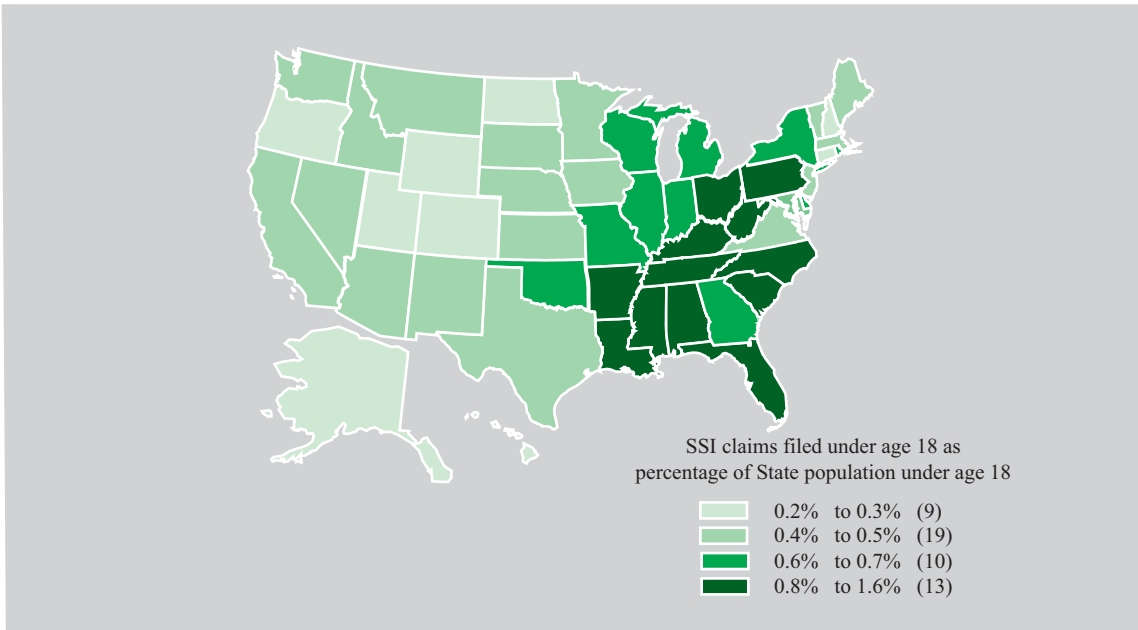 SSI claims filed under age 18 as
percentage of State population under age 18
0.2% to 0.3% (9)
0.4% to 0.5% (19)
0.6% to 0.7% (10)
0.8% to 1.6% (13)